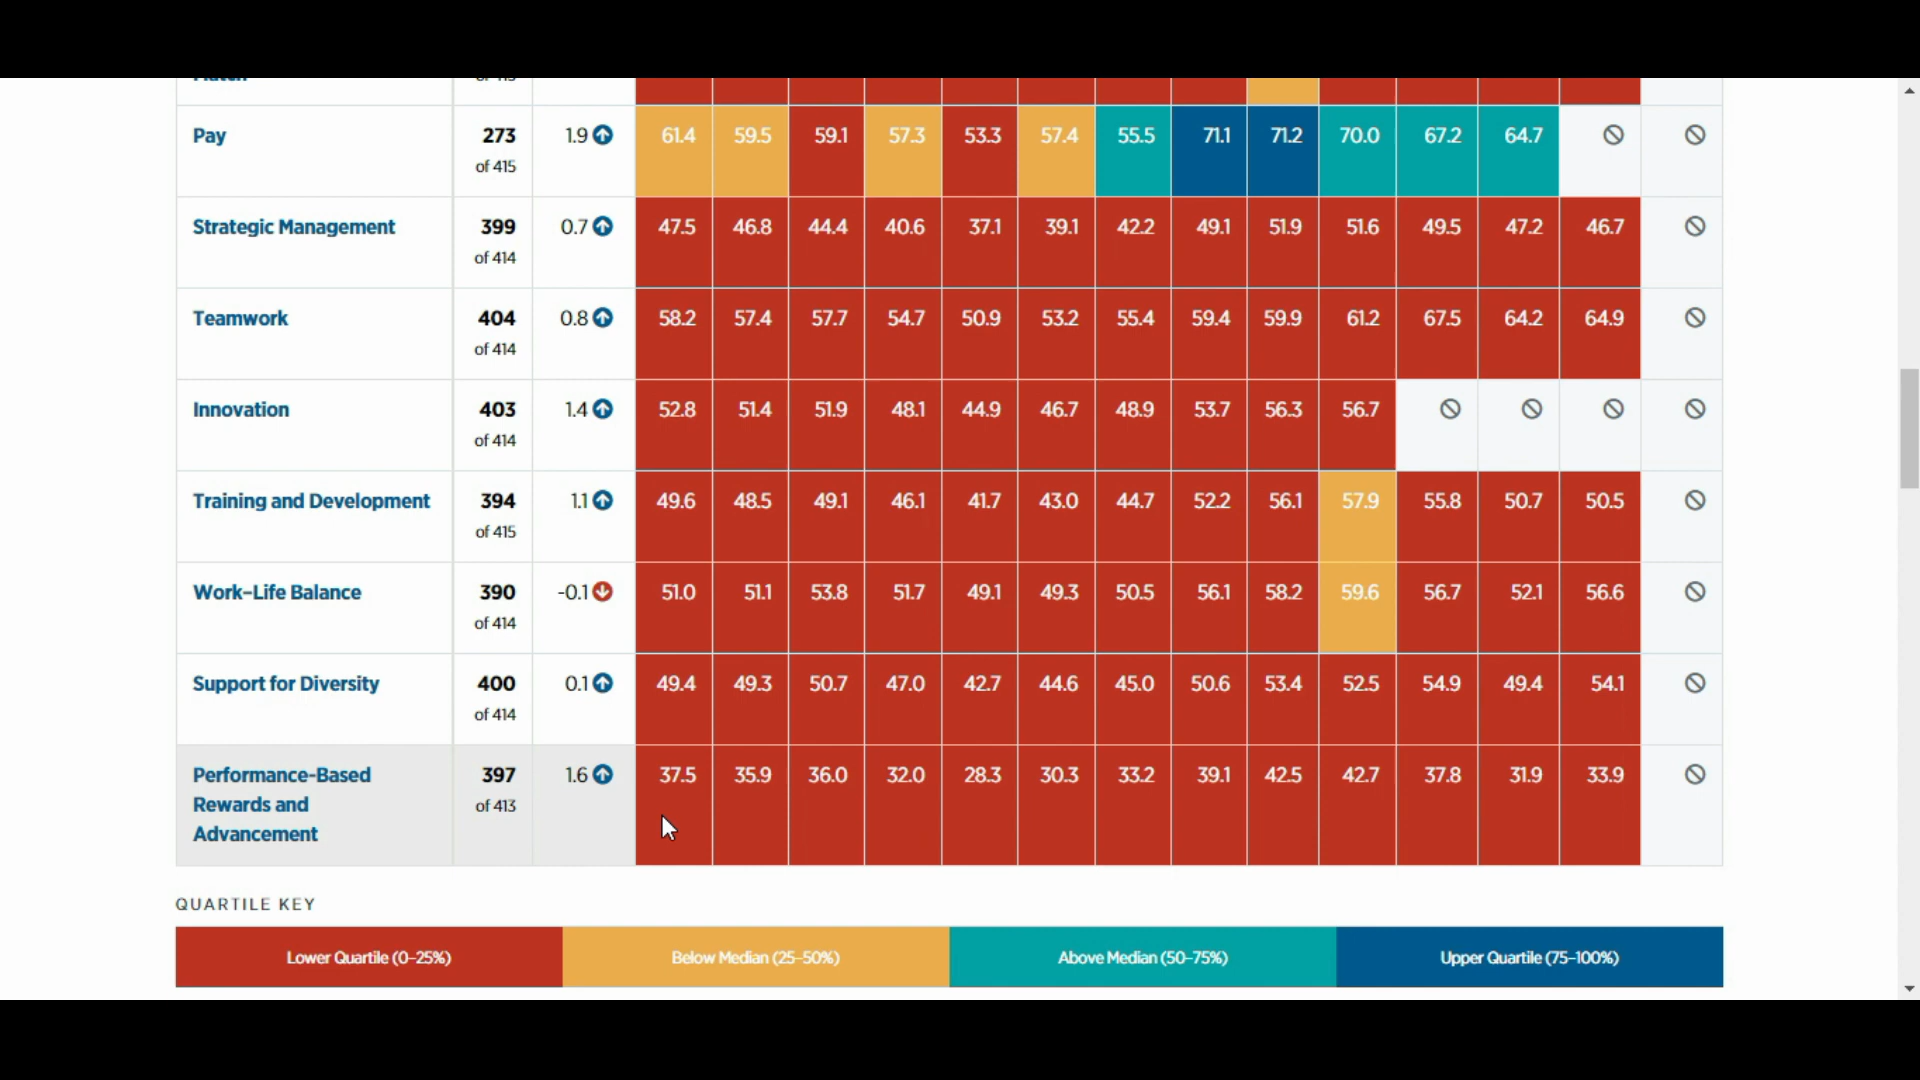 Pay 273 1.9 61.4 59.5 59.1 57.3 53.3 57.4 55.5 71.1 71.2 70.0 67.2 64.7
of 415
Strategic Management 399 0.7 47.5 46.8 44.4 40.6 37.1 39.1 42.2 49.1 51.9 51.6 49.5 47.2 46.7
of 414
Teamwork 404 0.8 58.2 57.4 57.7 54.7 50.9 53.2 55.4 59.4 59.9 61.2 67.5 64.2 64.9
of 414
Innovation 403 1.4 52.8 51.4 51.9 48.1 44.9 46.7 48.9 53.7 56.3 56.7
of 414
Training and Development 394 1.1 49.6 48.5 49.1 46.1 41.7 43.0 44.7 52.2 56.1 57.9 55.8 50.7 50.5
of 415
Work-Life Balance 390 -0.1 51.0 51.1 53.8 51.7 49.1 49.3 50.5 56.1 58.2 59.6 56.7 52.1 56.6
of 414
Support for Diversity 400 0.1 49.4 49.3 50.7 47.0 42.7 44.6 45.0 50.6 53.4 52.5 54.9 49.4 54.1
of 414
Performance-Based 397 1.6 37.5 35.9 36.0 32.0 28.3 30.3 33.2 39.1 42.5 42.7 37.8 31.9 33.9
Rewards and of 413
Advancement
QUARTILE KEY
Lower Quartile (0-25%) Below Median (25-50%) Above Median (50-75%) Upper Quartile (75-100%)